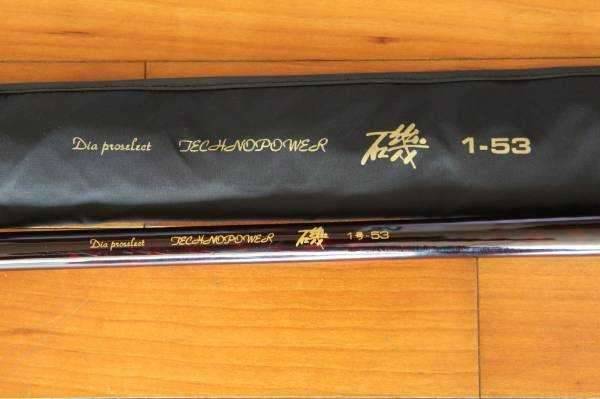 Dia proselect TECHNOPOWER 磯 1-53
Dia proselect TECHNOPOWER 磯 1号-53